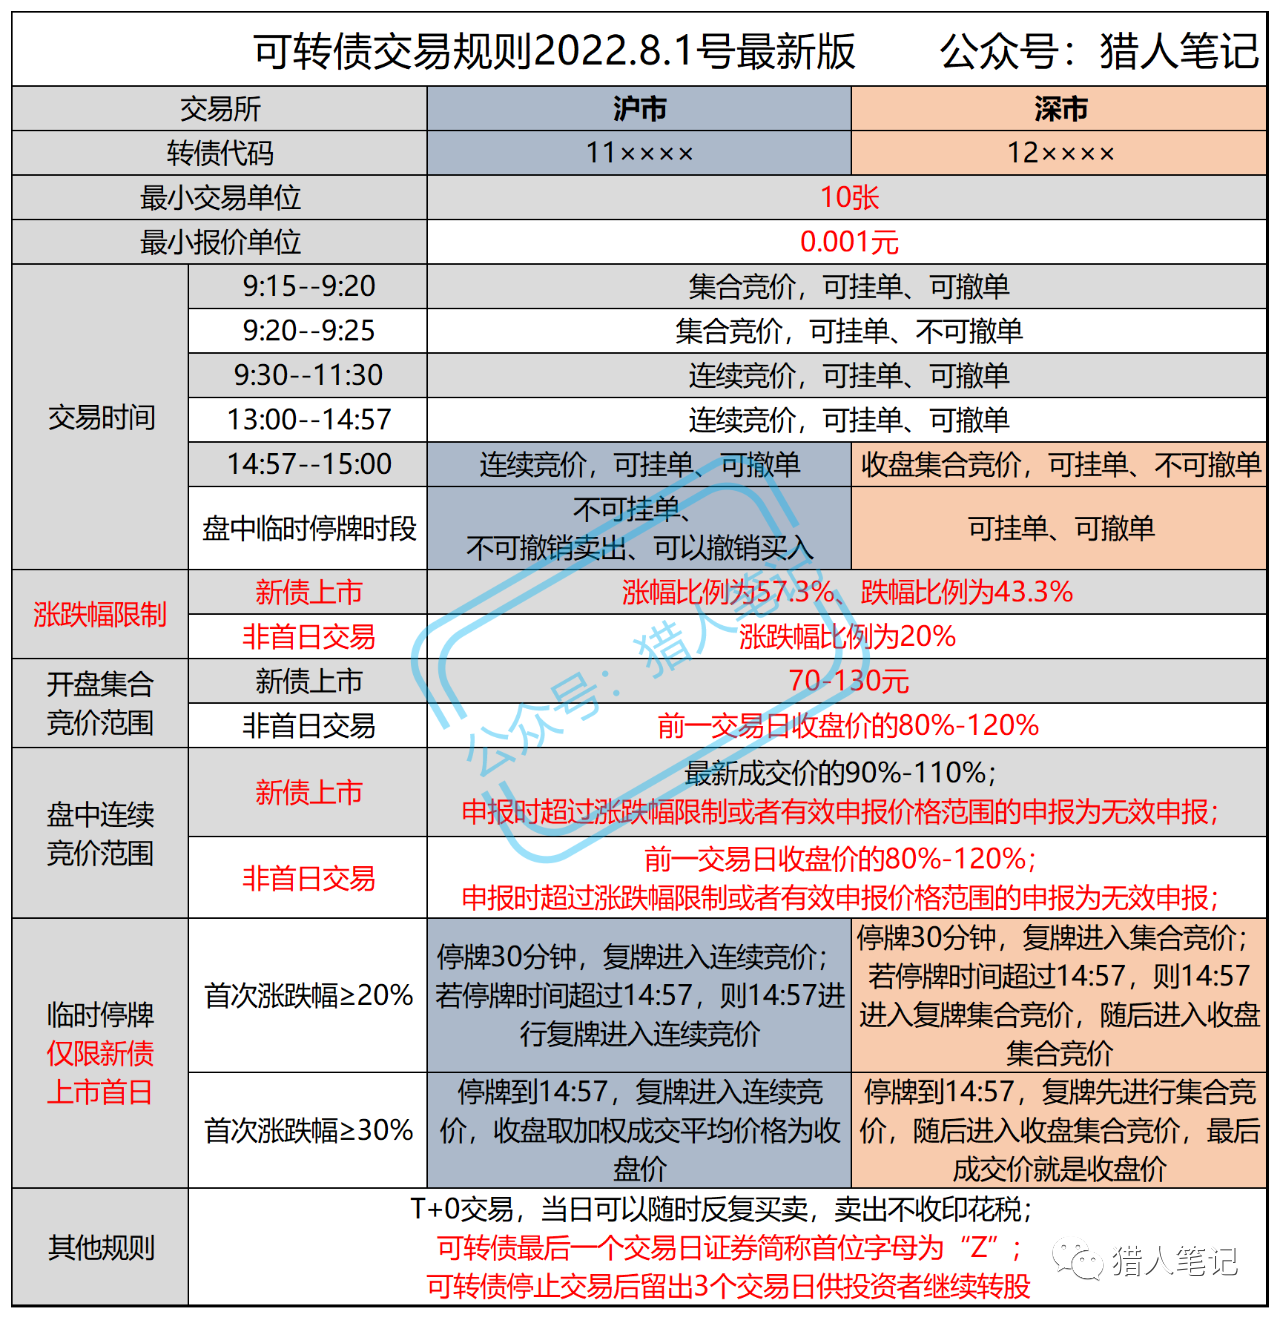 可转债交易规则2022.8.1号最新版 公众号：猎人笔记
交易所 沪市 深市
转债代码 11×××× 12××××
最小交易单位 10张
最小报价单位 0.001元
交易时间
9:15--9:20 集合竞价，可挂单、可撤单
9:20--9:25 集合竞价，可挂单、不可撤单
9:30--11:30 连续竞价，可挂单、可撤单
13:00--14:57 连续竞价，可挂单、可撤单
14:57--15:00 连续竞价，可挂单、可撤单 收盘集合竞价，可挂单、不可撤单
盘中临时停牌时段
不可挂单、
不可撤销卖出、可以撤销买入
可挂单、可撤单
涨跌幅限制
新债上市 涨幅比例为57.3%、跌幅比例为43.3%
非首日交易 涨跌幅比例为20%
开盘集合
竞价范围
新债上市 70-130元
非首日交易 前一交易日收盘价的80%-120%
盘中连续
竞价范围
新债上市
最新成交价的90%-110%；
申报时超过涨跌幅限制或者有效申报价格范围的申报为无效申报；
非首日交易
前一交易日收盘价的80%-120%；
申报时超过涨跌幅限制或者有效申报价格范围的申报为无效申报；
临时停牌
仅限新债
上市首日
首次涨跌幅≥20%
停牌30分钟，复牌进入连续竞价；
若停牌时间超过14:57，则14:57进
行复牌进入连续竞价
停牌30分钟，复牌进入集合竞价；
若停牌时间超过14:57，则14:57
进入复牌集合竞价，随后进入收盘
集合竞价
首次涨跌幅≥30%
停牌到14:57，复牌进入连续竞
价，收盘取加权成交平均价格为收
盘价
停牌到14:57，复牌先进行集合竞
价，随后进入收盘集合竞价，最后
成交价就是收盘价
其他规则
T+0交易，当日可以随时反复买卖，卖出不收印花税；
可转债最后一个交易日证券简称首位字母为“Z”；
可转债停止交易后留出3个交易日供投资者继续转股
公众号：猎人笔记
猎人笔记